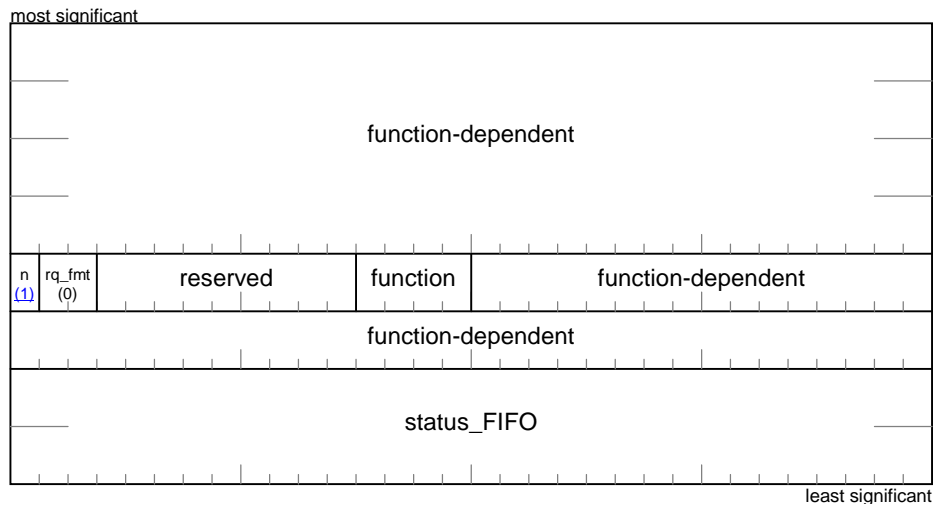 most significant
function-dependent
n rq_fmt reserved function function-dependent
(1) (0)
function-dependent
status_FIFO
least significant